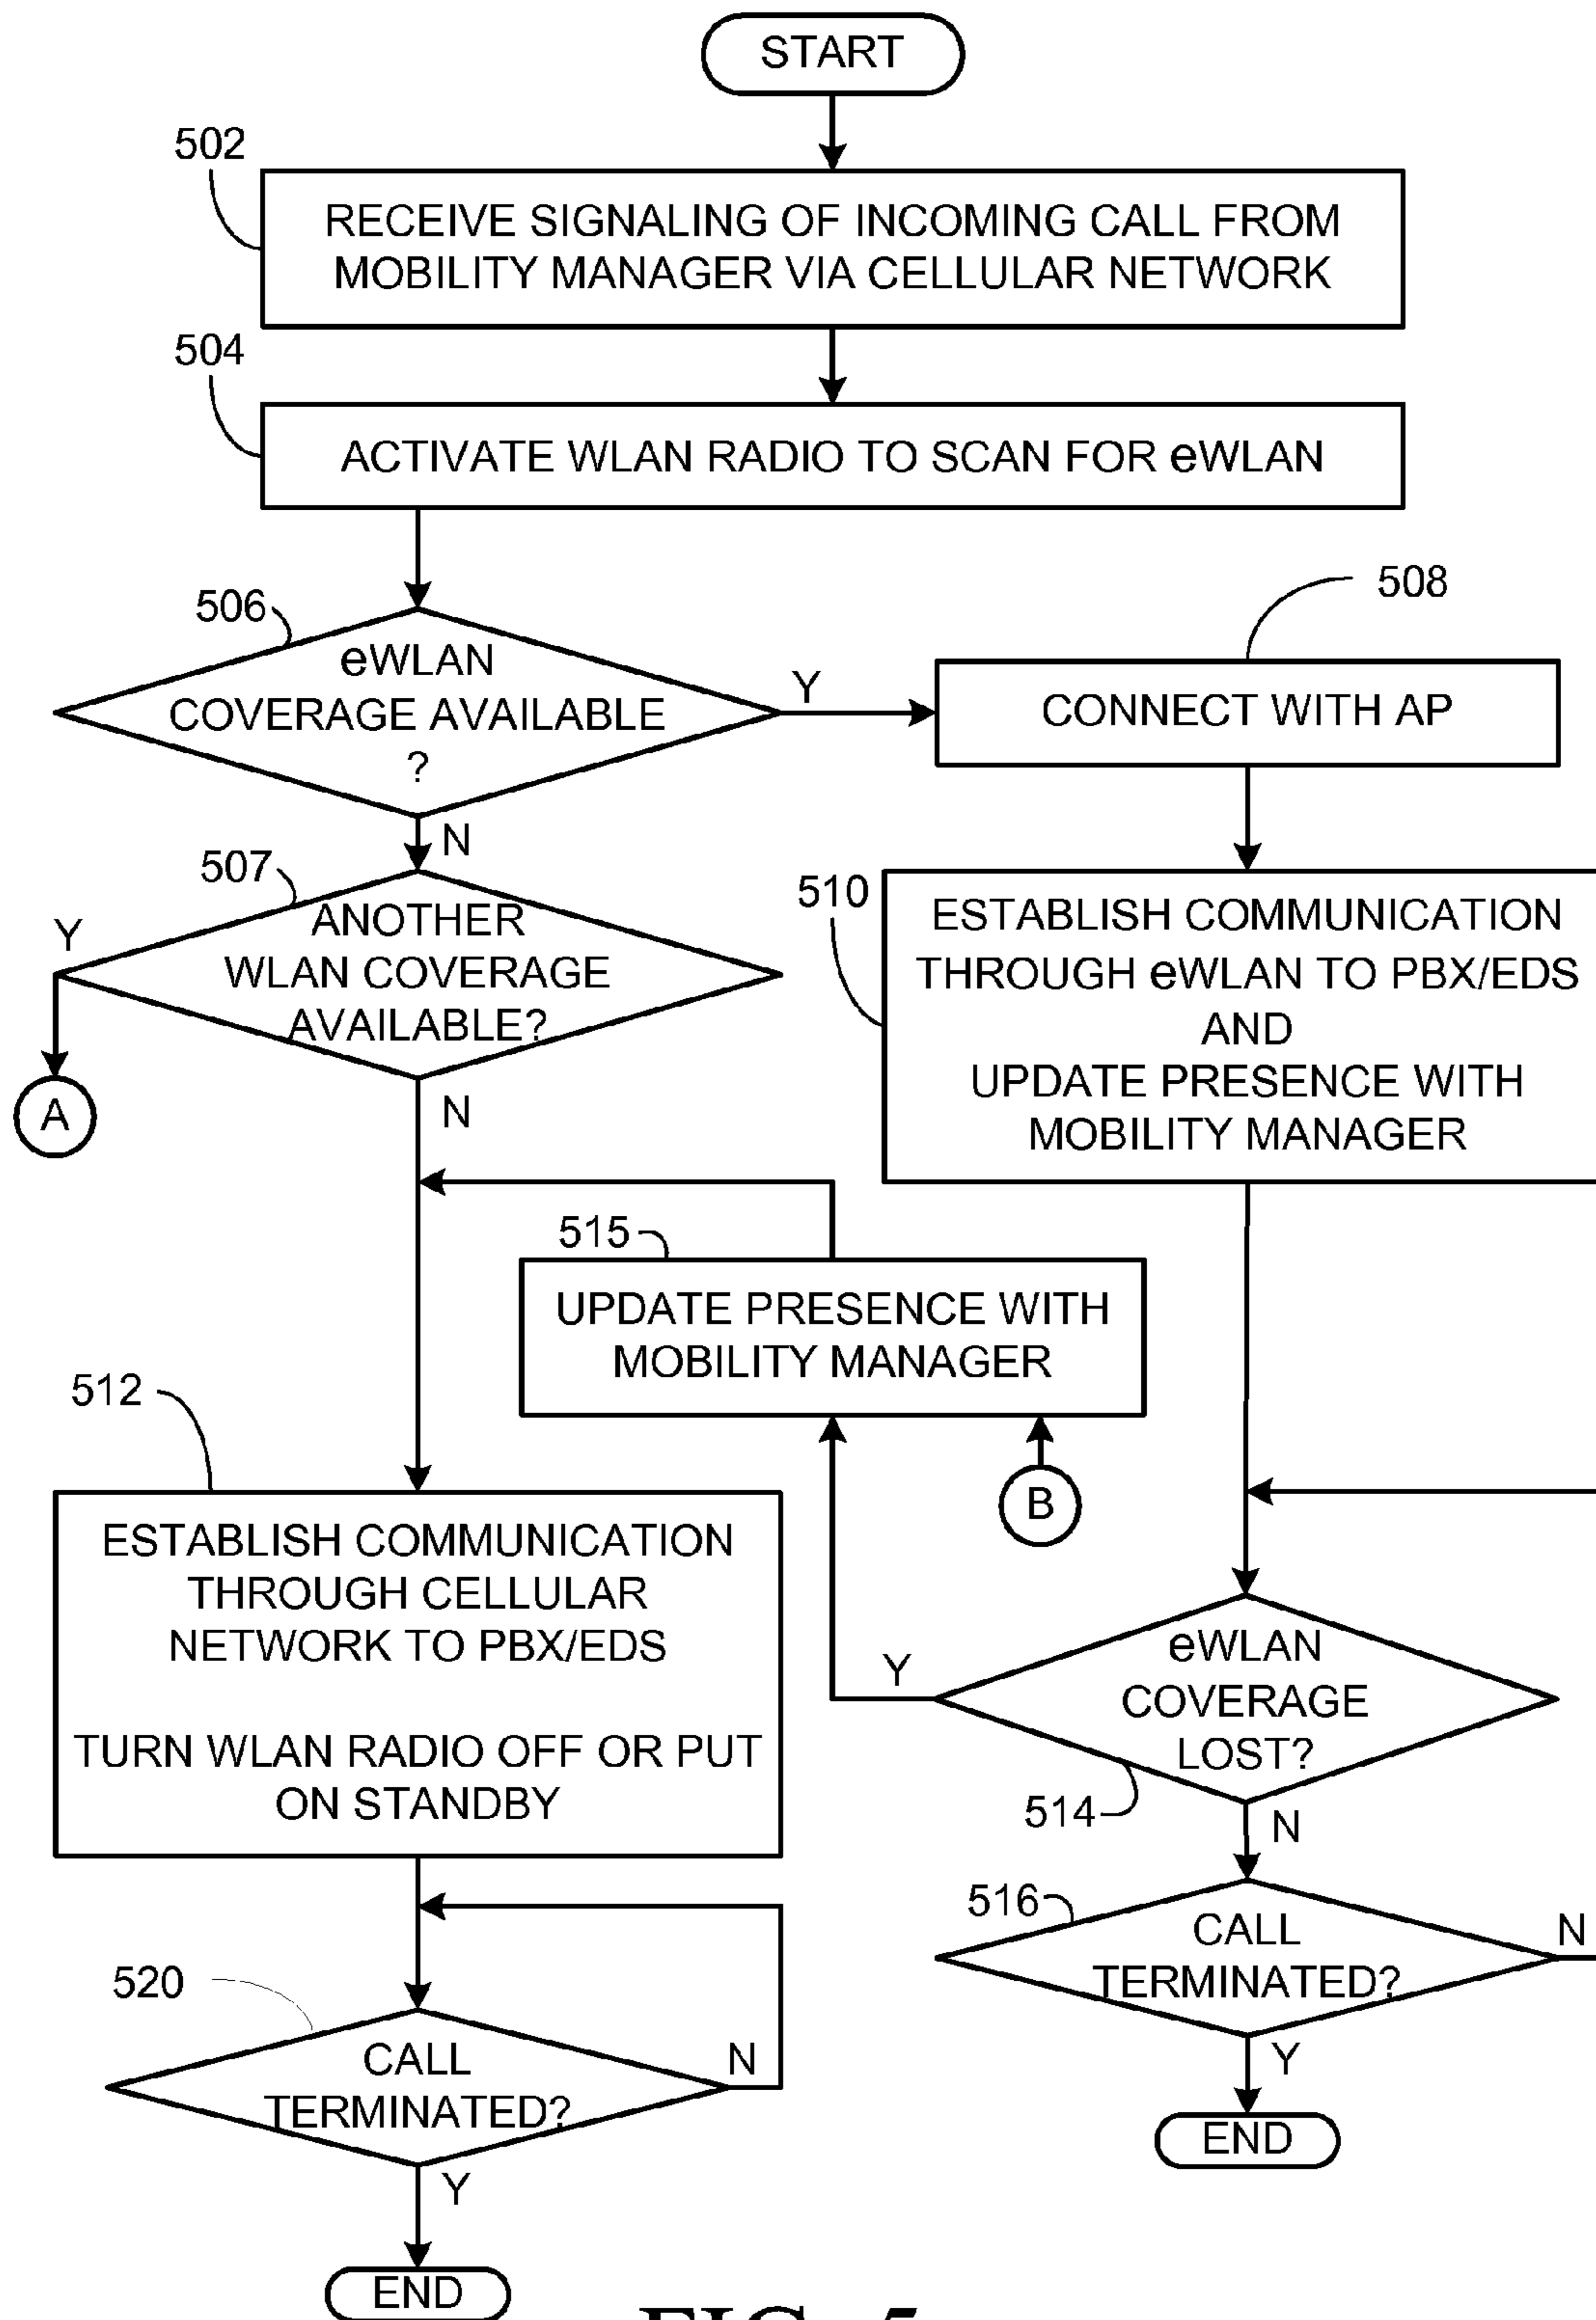 START
502
RECEIVE SIGNALING OF INCOMING CALL FROM
MOBILITY MANAGER VIA CELLULAR NETWORK
504
ACTIVATE WLAN RADIO TO SCAN FOR eWLAN
506
eWLAN
COVERAGE AVAILABLE
?
Y
N
508
CONNECT WITH AP
507
ANOTHER
WLAN COVERAGE
AVAILABLE?
Y
A
N
510
ESTABLISH COMMUNICATION
THROUGH eWLAN TO PBX/EDS
AND
UPDATE PRESENCE WITH
MOBILITY MANAGER
515
UPDATE PRESENCE WITH
MOBILITY MANAGER
B
512
ESTABLISH COMMUNICATION
THROUGH CELLULAR
NETWORK TO PBX/EDS
TURN WLAN RADIO OFF OR PUT
ON STANDBY
Y
eWLAN
COVERAGE
LOST?
514
N
516
CALL
TERMINATED?
N
Y
END
520
CALL
TERMINATED?
N
Y
END
FIG. 5